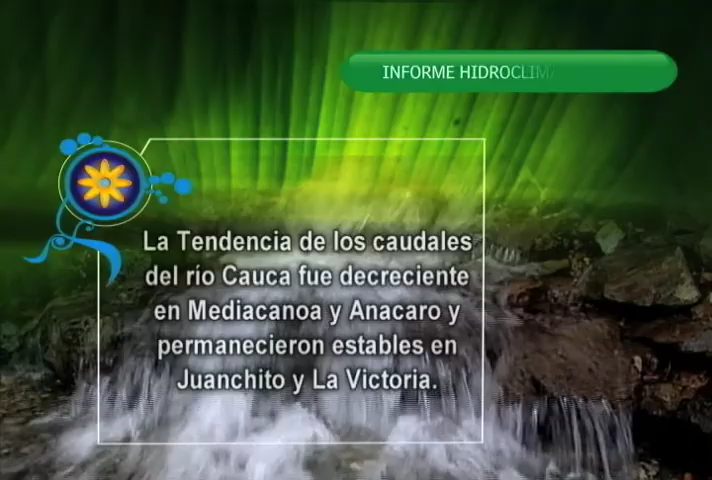 INFORME HIDROCLIMA
La Tendencia de los caudales
del río Cauca fue decreciente
en Mediacanoa y Anacaro y
permanecieron estables en
Juanchito y La Victoria.